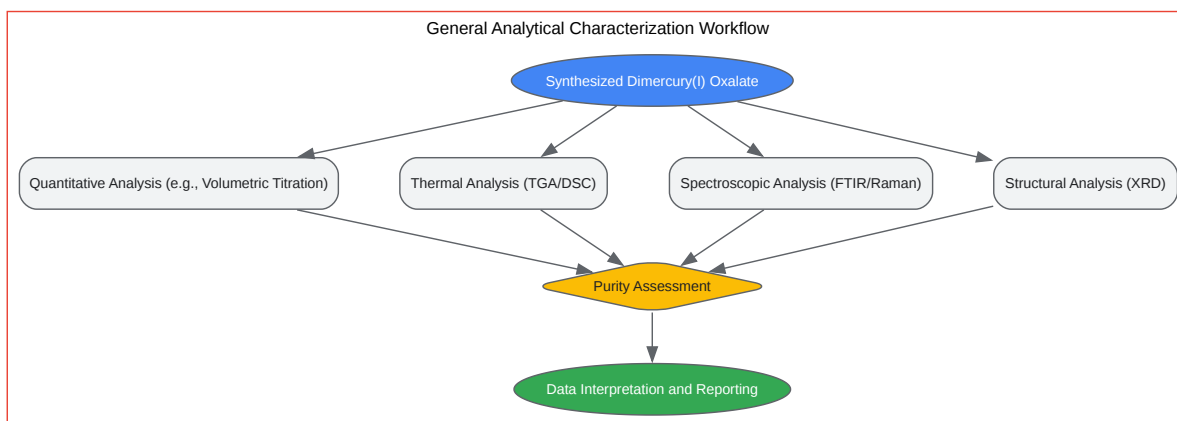 General Analytical Characterization Workflow
Synthesized Dimercury(I) Oxalate
Quantitative Analysis (e.g., Volumetric Titration)
Thermal Analysis (TGA/DSC)
Spectroscopic Analysis (FTIR/Raman)
Structural Analysis (XRD)
Purity Assessment
Data Interpretation and Reporting